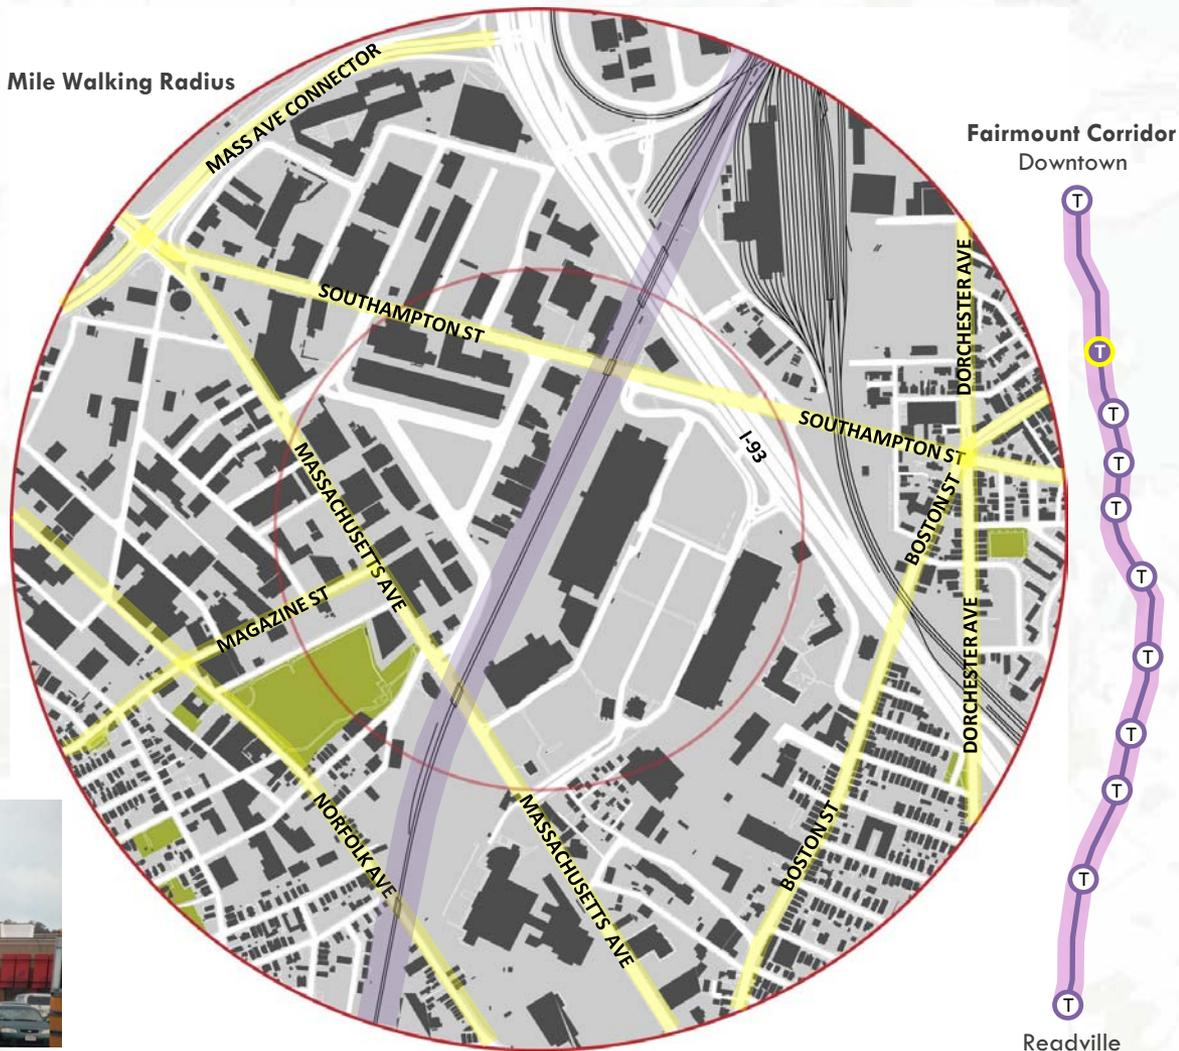 Mile Walking Radius
Fairmount Corridor
Downtown
MASS AVE CONNECTOR
SOUTHAMPTON ST
DORCHESTER AVE
SOUTHAMPTON ST
I-93
MASSACHUSETTS AVE
BOSTON ST
MAGAZINE ST
DORCHESTER AVE
NORFOLK AVE
MASSACHUSETTS AVE
BOSTON ST
T
T
T
T
T
T
T
T
T
T
T
Readville